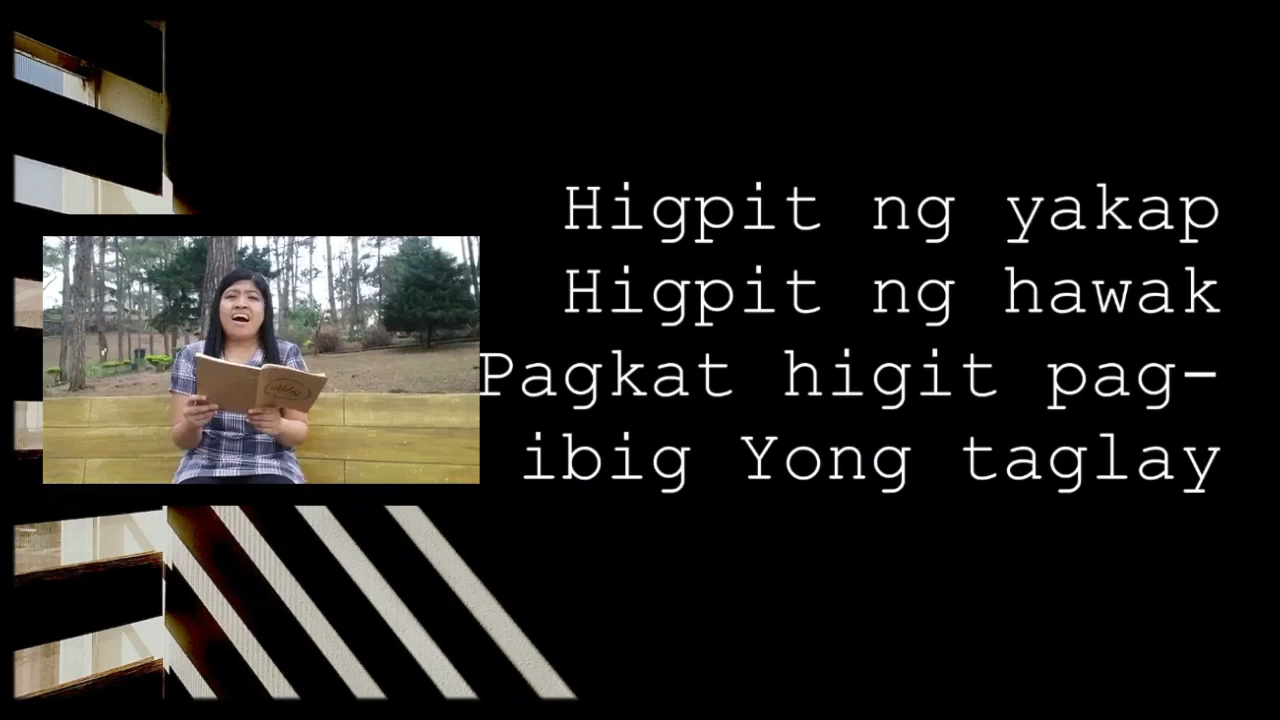 Higpit ng yakap
Higpit ng hawak
Pagkat higit pag-
ibig Yong taglay